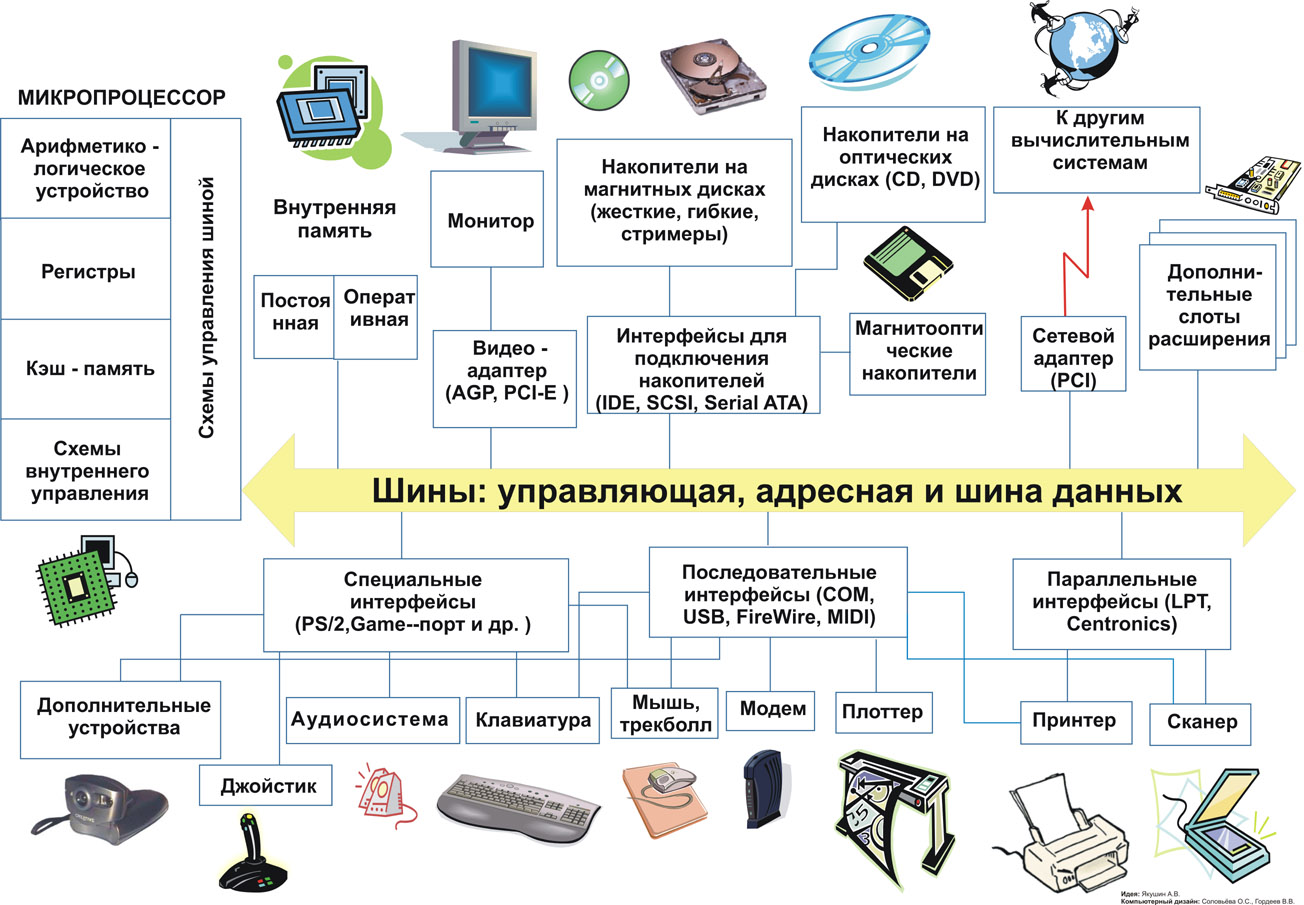 МИКРОПРОЦЕССОР
Арифметико -
логическое
устройство
Регистры
Кэш - память
Схемы
внутреннего
управления
Схемы управления шиной
Внутренняя
память
Постоя
нная
Операт
ивная
Монитор
Видео -
адаптер
(AGP, PCI-E )
Накопители на
магнитных дисках
(жесткие, гибкие,
стримеры)
Интерфейсы для
подключения
накопителей
(IDE, SCSI, Serial ATA)
Накопители на
оптических
дисках (CD, DVD)
Магнитоопти
ческие
накопители
К другим
вычислительным
системам
Сетевой
адаптер
(PCI)
Дополни-
тельные
слоты
расширения
Шины: управляющая, адресная и шина данных
Специальные
интерфейсы
(PS/2,Game--порт и др. )
Последовательные
интерфейсы (COM,
USB, FireWire, MIDI)
Параллельные
интерфейсы (LPT,
Centronics)
Дополнительные
устройства
Джойстик
Аудиосистема
Клавиатура
Мышь,
трекболл
Модем
Плоттер
Принтер
Сканер
Идея: Якушин А.В.
Компьютерный дизайн: Соловьёва О.С., Гордеев В.В.